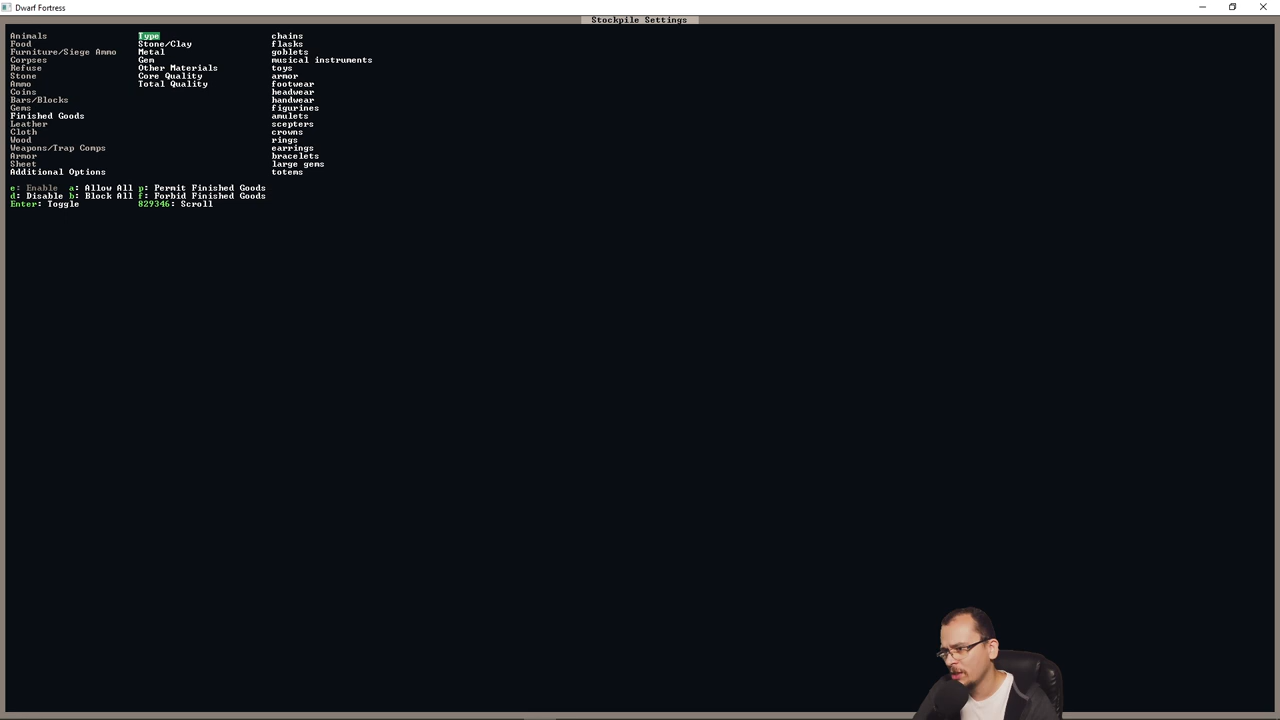 Dwarf Fortress
Stockpile Settings
Animals
Food
Furniture/Siege Ammo
Corpses
Refuse
Stone
Ammo
Coins
Bars/Blocks
Gems
Finished Goods
Leather
Cloth
Wood
Weapons/Trap Comps
Armor
Sheet
Additional Options
Type
Stone/Clay
Metal
Gem
Other Materials
Core Quality
Total Quality
chains
flasks
goblets
musical instruments
toys
armor
footwear
headwear
handwear
figurines
amulets
scepters
crowns
rings
earrings
bracelets
large gems
totems
e: Enable a: Allow All p: Permit Finished Goods
d: Disable b: Block All f: Forbid Finished Goods
Enter: Toggle 829346: Scroll